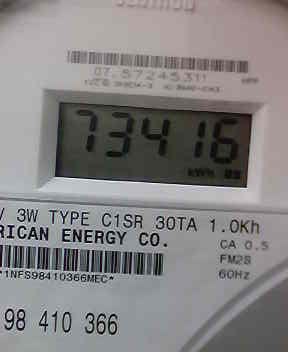 07.57245311
73416
kWh
V 3W TYPE C1SR 30TA 1.0Kh
RICAN ENERGY CO.
CA 0.5
FM2S
60Hz
*1NFS98410366MEC*
98 410 366